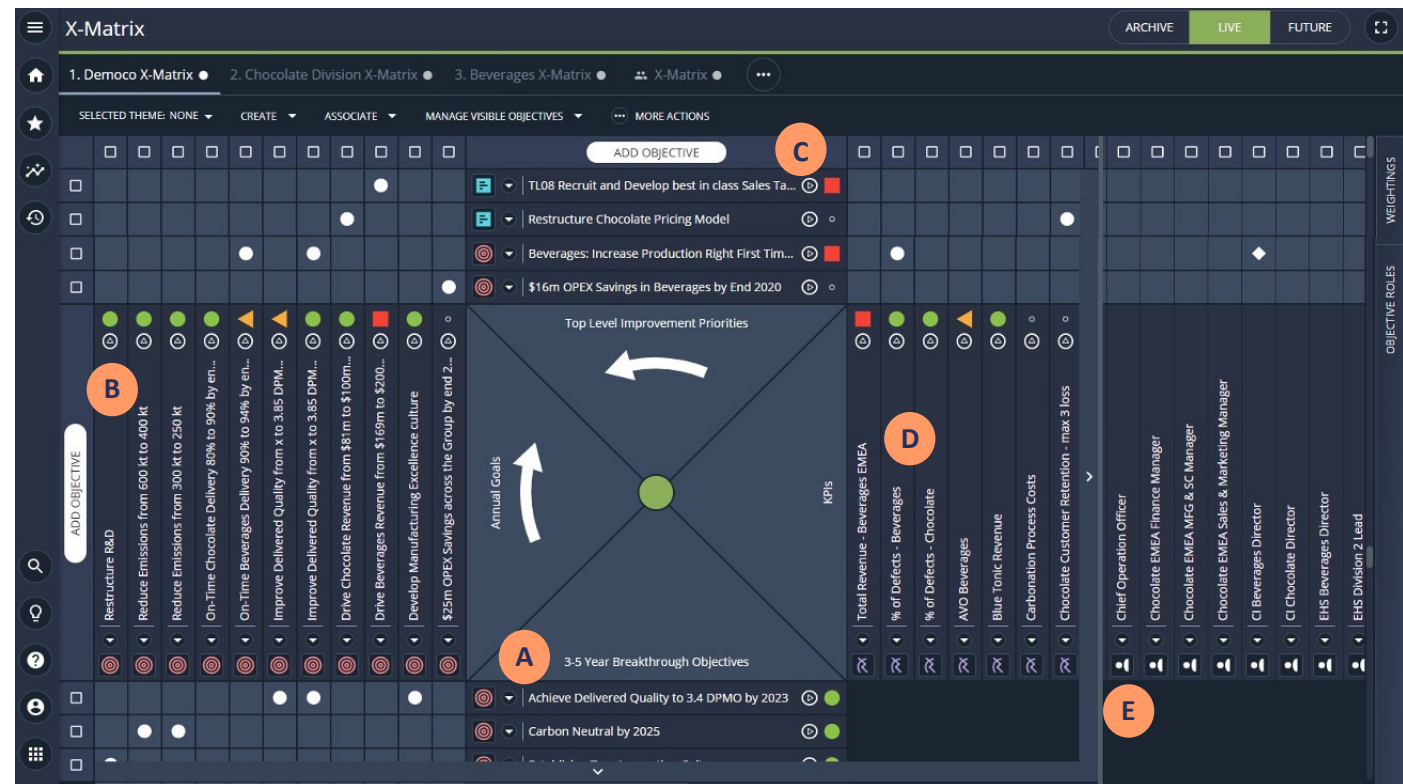 X-Matrix
ARCHIVE
LIVE
FUTURE
1. Democo X-Matrix
2. Chocolate Division X-Matrix
3. Beverages X-Matrix
X-Matrix
SELECTED THEME: NONE
CREATE
ASSOCIATE
MANAGE VISIBLE OBJECTIVES
MORE ACTIONS
ADD OBJECTIVE
C
WEIGHTINGS
OBJECTIVE ROLES
TL08 Recruit and Develop best in class Sales Ta...
Restructure Chocolate Pricing Model
Beverages: Increase Production Right First Tim...
$16m OPEX Savings in Beverages by End 2020
B
ADD OBJECTIVE
Restructure R&D
Reduce Emissions from 600 kt to 400 kt
Reduce Emissions from 300 kt to 250 kt
On-Time Chocolate Delivery 80% to 90% by en...
On-Time Beverages Delivery 90% to 94% by en...
Improve Delivered Quality from x to 3.85 DPM...
Improve Delivered Quality from x to 3.85 DPM...
Drive Chocolate Revenue from $81m to $100m...
Drive Beverages Revenue from $169m to $200...
Develop Manufacturing Excellence culture
$25m OPEX Savings across the Group by end 2...
Top Level Improvement Priorities
Annual Goals
KPIs
3-5 Year Breakthrough Objectives
A
D
Total Revenue - Beverages EMEA
% of Defects - Beverages
% of Defects - Chocolate
AVO Beverages
Blue Tonic Revenue
Carbonation Process Costs
Chocolate Customer Retention - max 3 loss
Chief Operation Officer
Chocolate EMEA Finance Manager
Chocolate EMEA MFG & SC Manager
Chocolate EMEA Sales & Marketing Manager
CI Beverages Director
CI Chocolate Director
EHS Beverages Director
EHS Division 2 Lead
E
Achieve Delivered Quality to 3.4 DPMO by 2023
Carbon Neutral by 2025